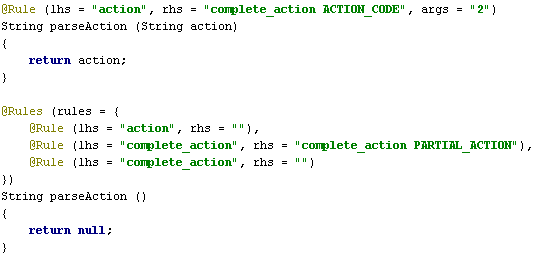 @Rule (lhs = "action", rhs = "complete_action ACTION_CODE", args = "2")
String parseAction (String action)
{
    return action;
}

@Rules (rules = {
    @Rule (lhs = "action", rhs = ""),
    @Rule (lhs = "complete_action", rhs = "complete_action PARTIAL_ACTION"),
    @Rule (lhs = "complete_action", rhs = "")
})
String parseAction ()
{
    return null;
}